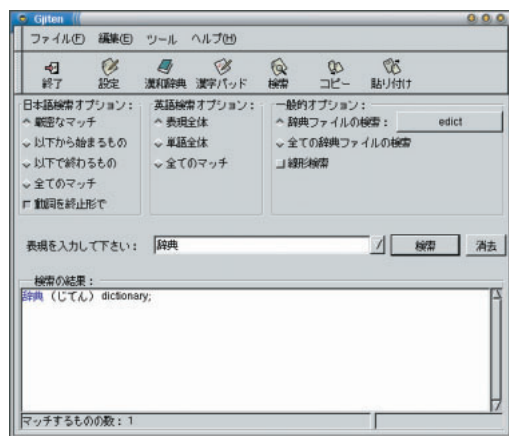 Gjiten
ファイル(F) 編集(E) ツール ヘルプ(H)
終了 設定 漢和辞典 漢字パッド 検索 コピー 貼り付け
日本語検索オプション： 英語検索オプション： 一般的オプション：
厳密なマッチ 表現全体 辞典ファイルの検索： edict
以下から始まるもの 単語全体 全ての辞典ファイルの検索
以下で終わるもの 全てのマッチ 線形検索
全てのマッチ
動詞を終止形で
表現を入力して下さい： 辞典 検索 消去
検索の結果：
辞典 (じてん) dictionary;
マッチするものの数：1